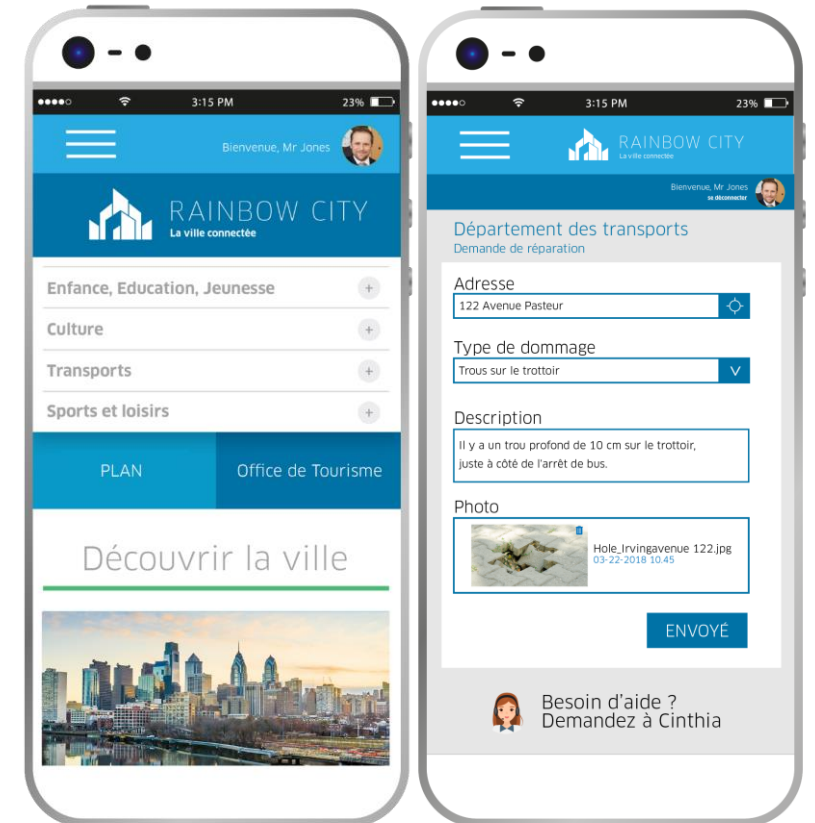 3:15 PM
23%
Bienvenue, Mr Jones
RAINBOW CITY
La ville connectée
Enfance, Education, Jeunesse
+
Culture
+
Transports
+
Sports et loisirs
+
PLAN
Office de Tourisme
Découvrir la ville
3:15 PM
23%
RAINBOW CITY
La ville connectée
Bienvenue, Mr Jones
se déconnecter
Département des transports
Demande de réparation
Adresse
122 Avenue Pasteur
Type de dommage
Trous sur le trottoir
V
Description
Il y a un trou profond de 10 cm sur le trottoir,
juste à côté de l'arrêt de bus.
Photo
Hole_Irvingavenue 122.jpg
03-22-2018 10.45
ENVOYÉ
Besoin d'aide ?
Demandez à Cinthia